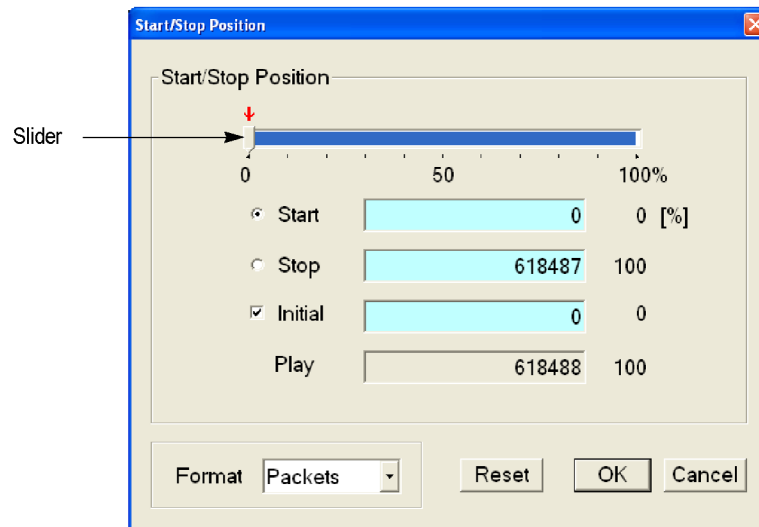 Start/Stop Position
Start/Stop Position
Slider
0 50 100%
Start 0 0 [%]
Stop 618487 100
Initial 0 0
Play 618488 100
Format Packets Reset OK Cancel